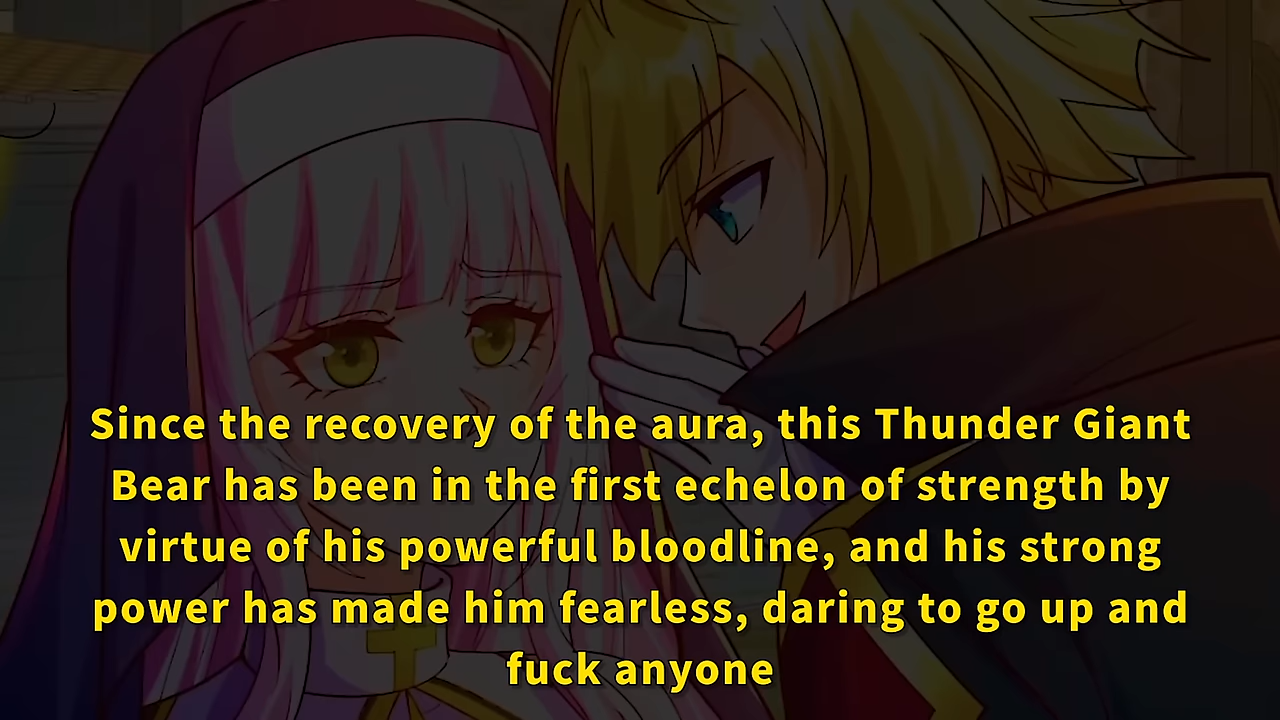 Since the recovery of the aura, this Thunder Giant
Bear has been in the first echelon of strength by
virtue of his powerful bloodline, and his strong
power has made him fearless, daring to go up and
fuck anyone